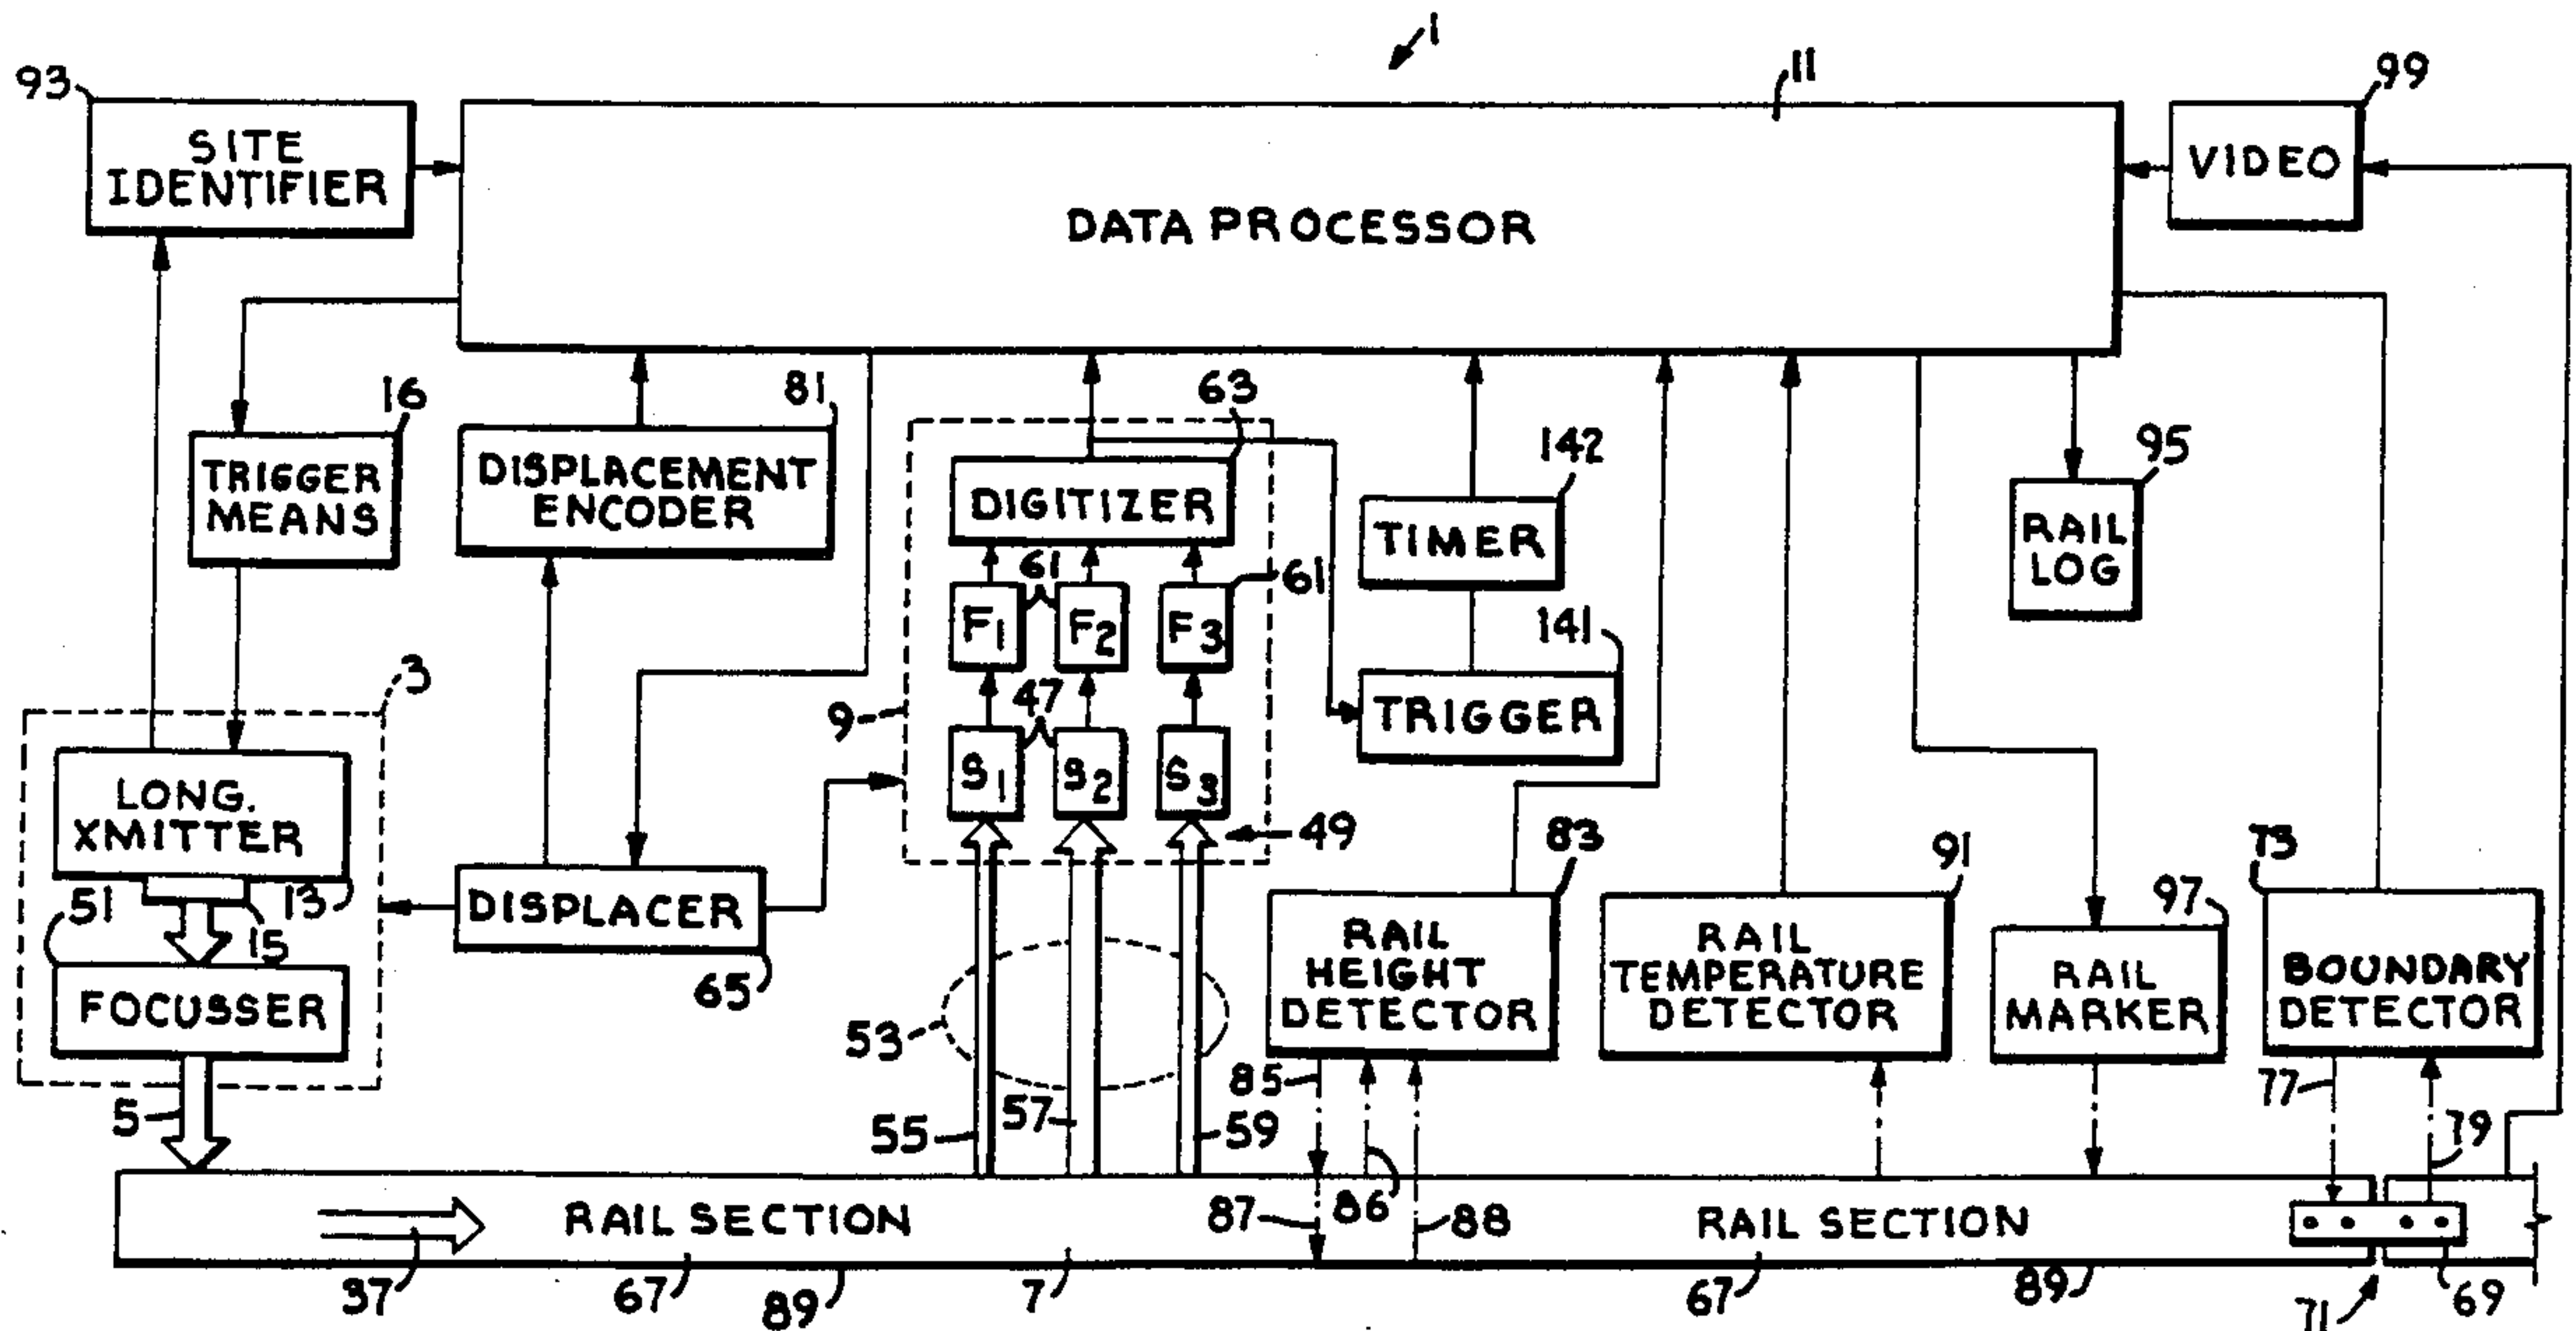 1
93
11
99
SITE
IDENTIFIER
DATA PROCESSOR
VIDEO
16
81
63
142
95
TRIGGER
MEANS
DISPLACEMENT
ENCODER
DIGITIZER
TIMER
RAIL
LOG
61
61
F1
F2
F3
141
3
47
9
TRIGGER
S1
S2
S3
49
LONG.
XMITTER
83
91
73
51
13
15
DISPLACER
65
97
FOCUSSER
53
RAIL
HEIGHT
DETECTOR
RAIL
TEMPERATURE
DETECTOR
RAIL
MARKER
BOUNDARY
DETECTOR
5
55
57
59
85
77
79
RAIL SECTION
87
86
88
RAIL SECTION
37
67
89
7
67
89
71
69